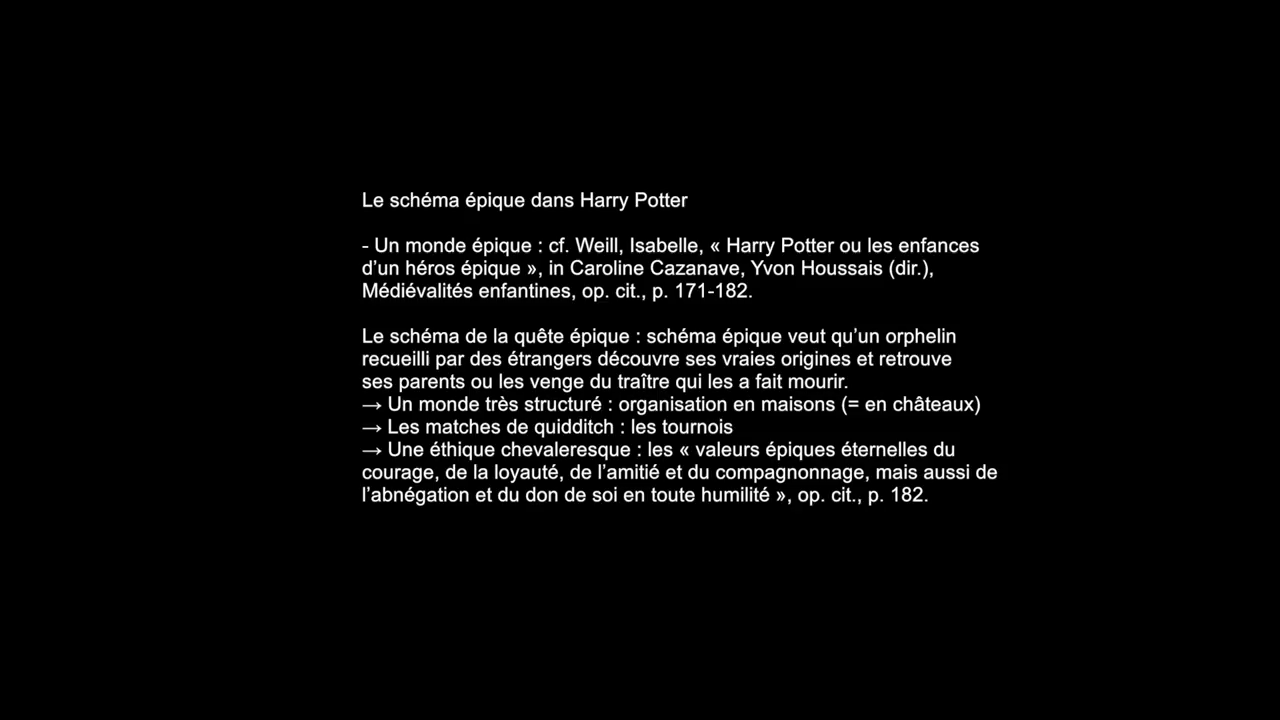 Le schéma épique dans Harry Potter
- Un monde épique : cf. Weill, Isabelle, « Harry Potter ou les enfances
d’un héros épique », in Caroline Cazanave, Yvon Houssais (dir.),
Médiévalités enfantines, op. cit., p. 171-182.
Le schéma de la quête épique : schéma épique veut qu’un orphelin
recueilli par des étrangers découvre ses vraies origines et retrouve
ses parents ou les venge du traître qui les a fait mourir.
→ Un monde très structuré : organisation en maisons (= en châteaux)
→ Les matches de quidditch : les tournois
→ Une éthique chevaleresque : les « valeurs épiques éternelles du
courage, de la loyauté, de l’amitié et du compagnonnage, mais aussi de
l’abnégation et du don de soi en toute humilité », op. cit., p. 182.